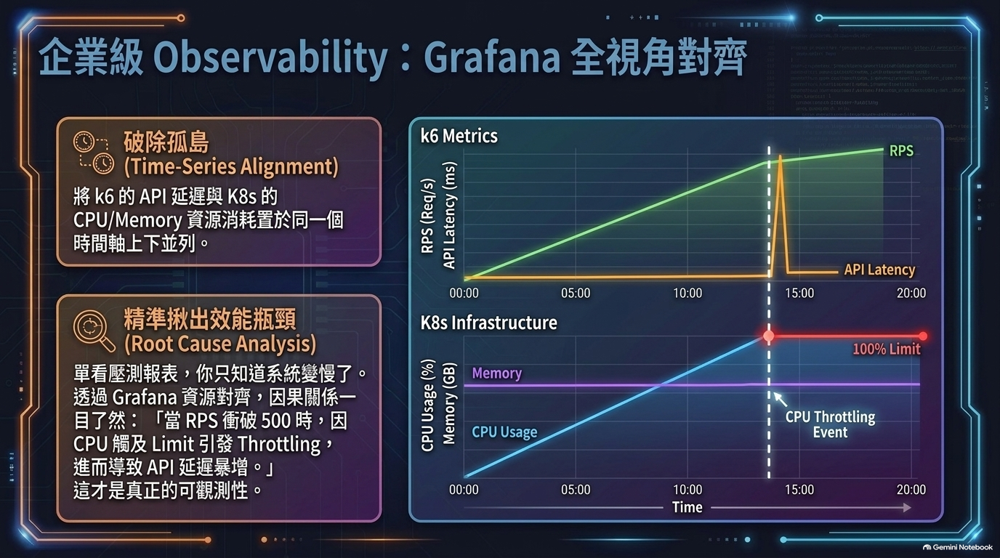 企業級 Observability：Grafana 全視角對齊
破除孤島
(Time-Series Alignment)
將 k6 的 API 延遲與 K8s 的
CPU/Memory 資源消耗置於同一個
時間軸上下並列。
精準揪出效能瓶頸
(Root Cause Analysis)
單看壓測報表，你只知道系統變慢了。
透過 Grafana 資源對齊，因果關係一
目了然：「當 RPS 衝破 500 時，因
CPU 觸及 Limit 引發 Throttling，
進而導致 API 延遲暴增。」
這才是真正的可觀測性。
k6 Metrics
RPS (Req/s)
API Latency (ms)
RPS
API Latency
00:00 05:00 10:00 15:00 20:00
K8s Infrastructure
CPU Usage (%)
Memory (GB)
100% Limit
Memory
CPU Throttling
Event
CPU Usage
00:00 05:00 10:00 15:00 20:00
Time
Gemini Notebook